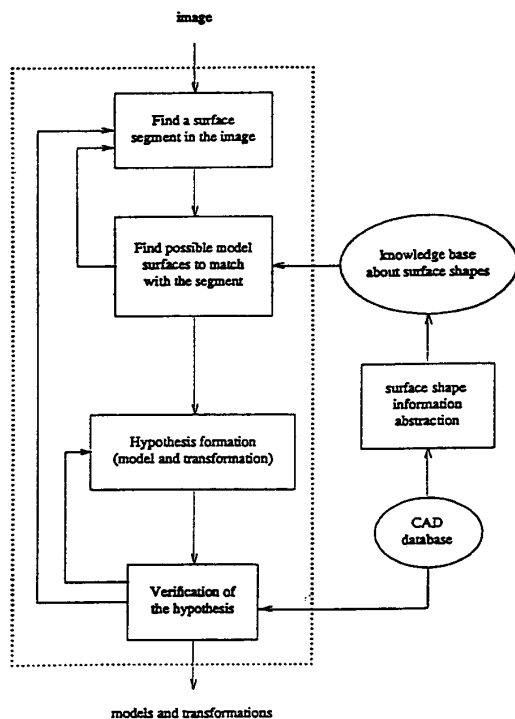 image
Find a surface
segment in the image
Find possible model
surfaces to match
with the segment
knowledge base
about surface shapes
surface shape
information
abstraction
Hypothesis formation
(model and transformation)
CAD
database
Verification of
the hypothesis
models and transformations